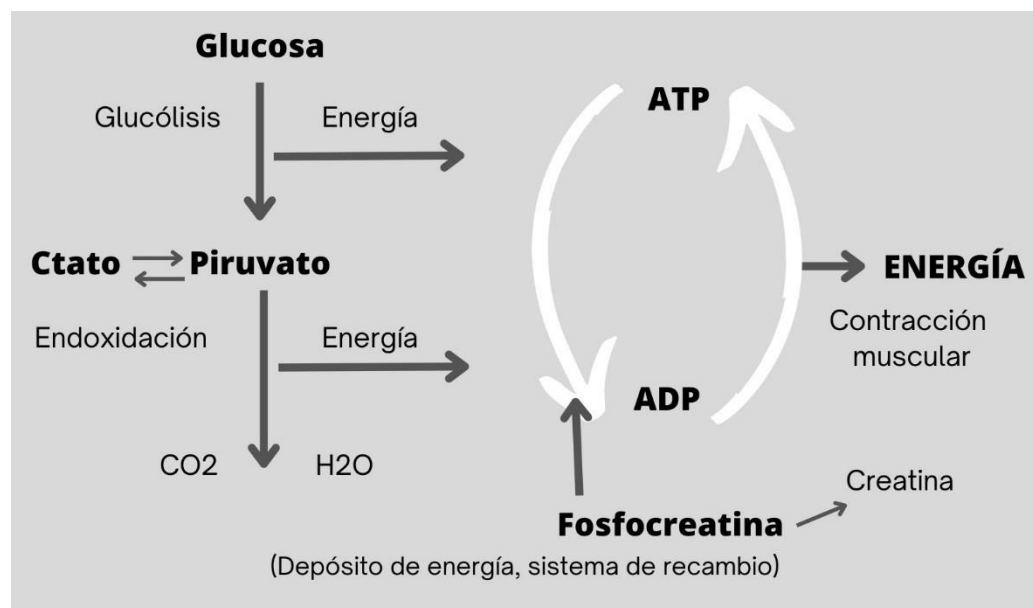 Glucosa
Glucólisis
Energía
ATP
Ctato
Piruvato
ENERGÍA
Contracción
muscular
Endoxidación
Energía
ADP
CO2
H2O
Creatina
Fosfocreatina
(Depósito de energía, sistema de recambio)